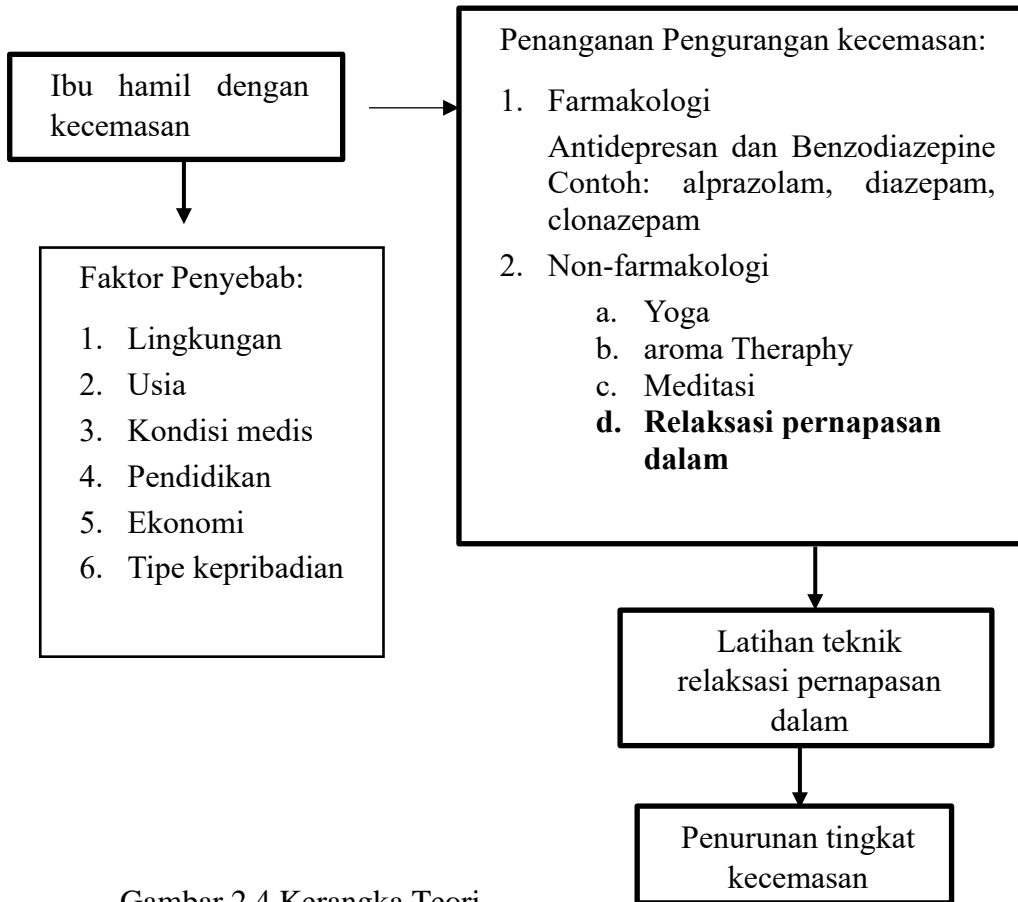 Ibu hamil dengan
kecemasan
Faktor Penyebab:
1. Lingkungan
2. Usia
3. Kondisi medis
4. Pendidikan
5. Ekonomi
6. Tipe kepribadian
Penanganan Pengurangan kecemasan:
1. Farmakologi
Antidepresan dan Benzodiazepine
Contoh: alprazolam, diazepam,
clonazepam
2. Non-farmakologi
a. Yoga
b. aroma Theraphy
c. Meditasi
d. Relaksasi pernapasan
dalam
Latihan teknik
relaksasi pernapasan
dalam
Penurunan tingkat
kecemasan
Gambar 2.4 Kerangka Teori